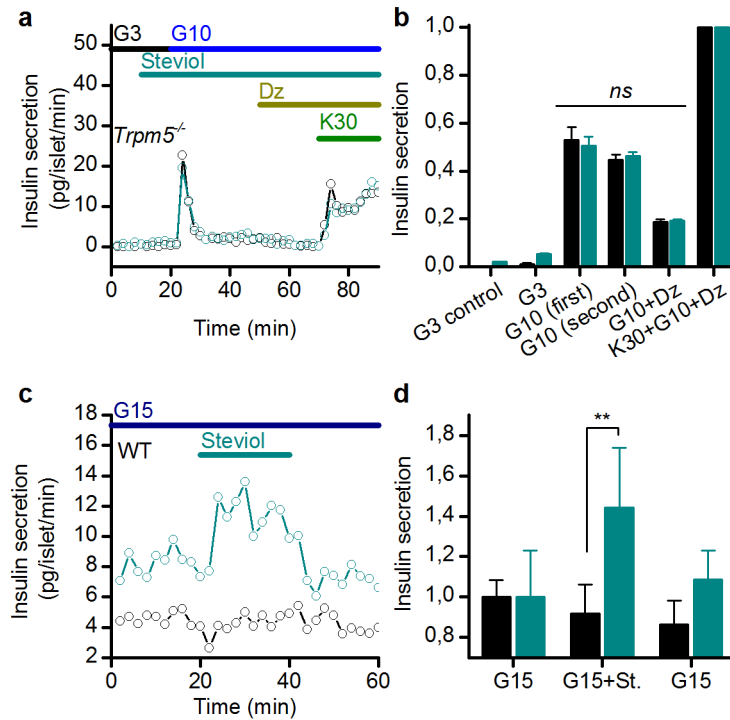 a
G3 G10
Steviol
Dz
K30
Trpm5-/-
50
40
30
20
10
0
Insulin secretion
(pg/islet/min)
0 20 40 60 80
Time (min)
b
ns
1,0
0,8
0,6
0,4
0,2
0,0
Insulin secretion
G3 control
G3
G10 (first)
G10 (second)
G10+Dz
K30+G10+Dz
c
G15
WT
Steviol
18
16
14
12
10
8
6
4
2
Insulin secretion
(pg/islet/min)
0 20 40 60
Time (min)
d
**
1,8
1,6
1,4
1,2
1,0
0,8
Insulin secretion
G15 G15+St. G15